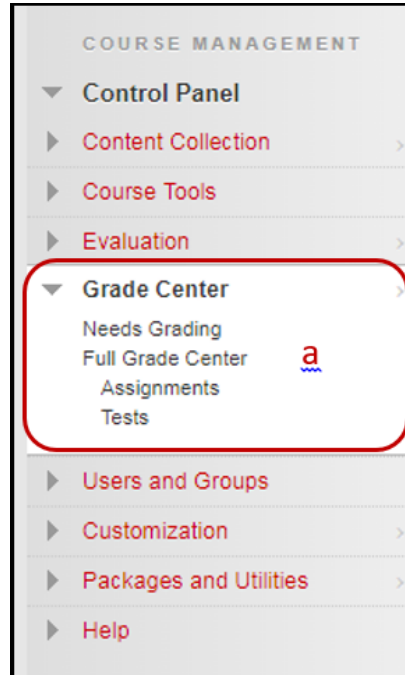 COURSE MANAGEMENT
Control Panel
Content Collection
Course Tools
Evaluation
Grade Center
Needs Grading
Full Grade Center
a
Assignments
Tests
Users and Groups
Customization
Packages and Utilities
Help